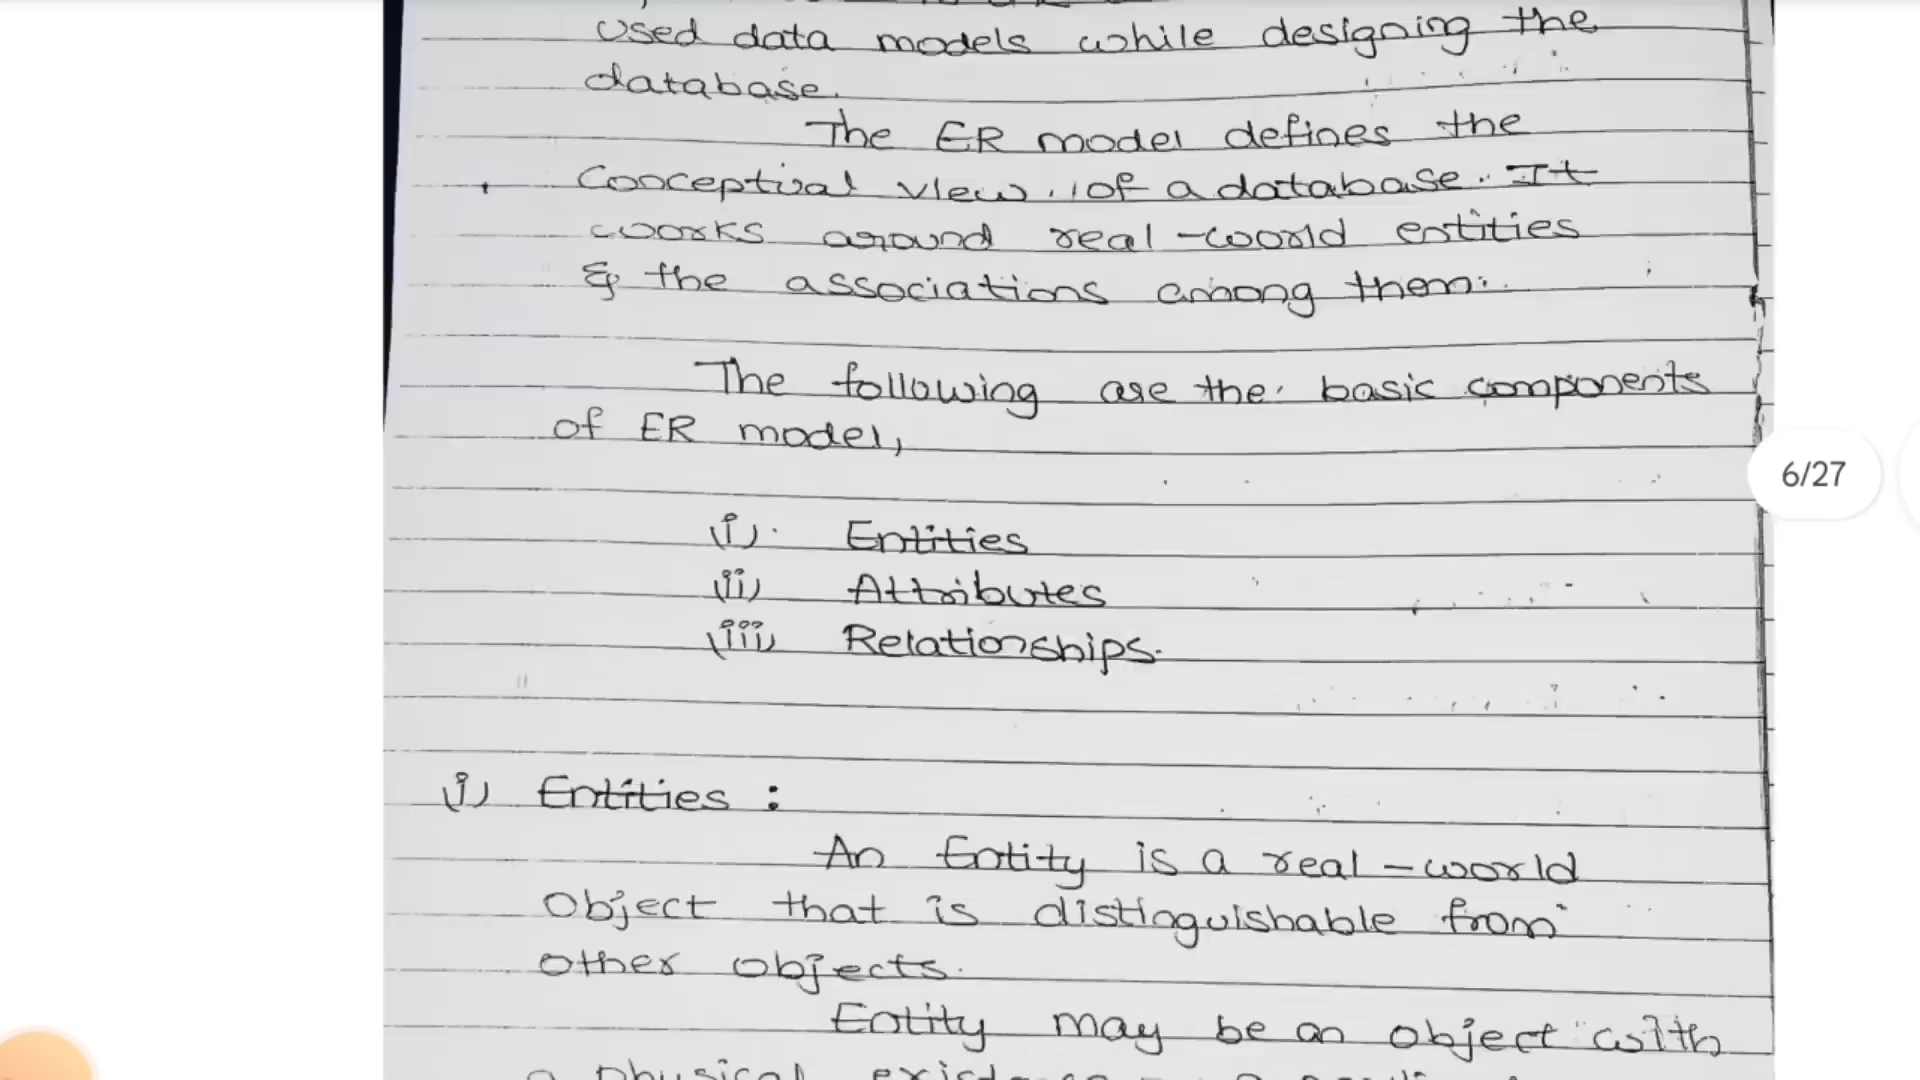 used data models while designing the
database.
The ER model defines the
Conceptual view of a database. It
works around real-world entities
& the associations among them.
The following are the basic components
of ER model,
(i). Entities
(ii) Attributes
(iii) Relationships.
6/27
(i) Entities :
An Entity is a real-world
object that is distinguishable from
other objects.
Entity may be an object with
a physical existence